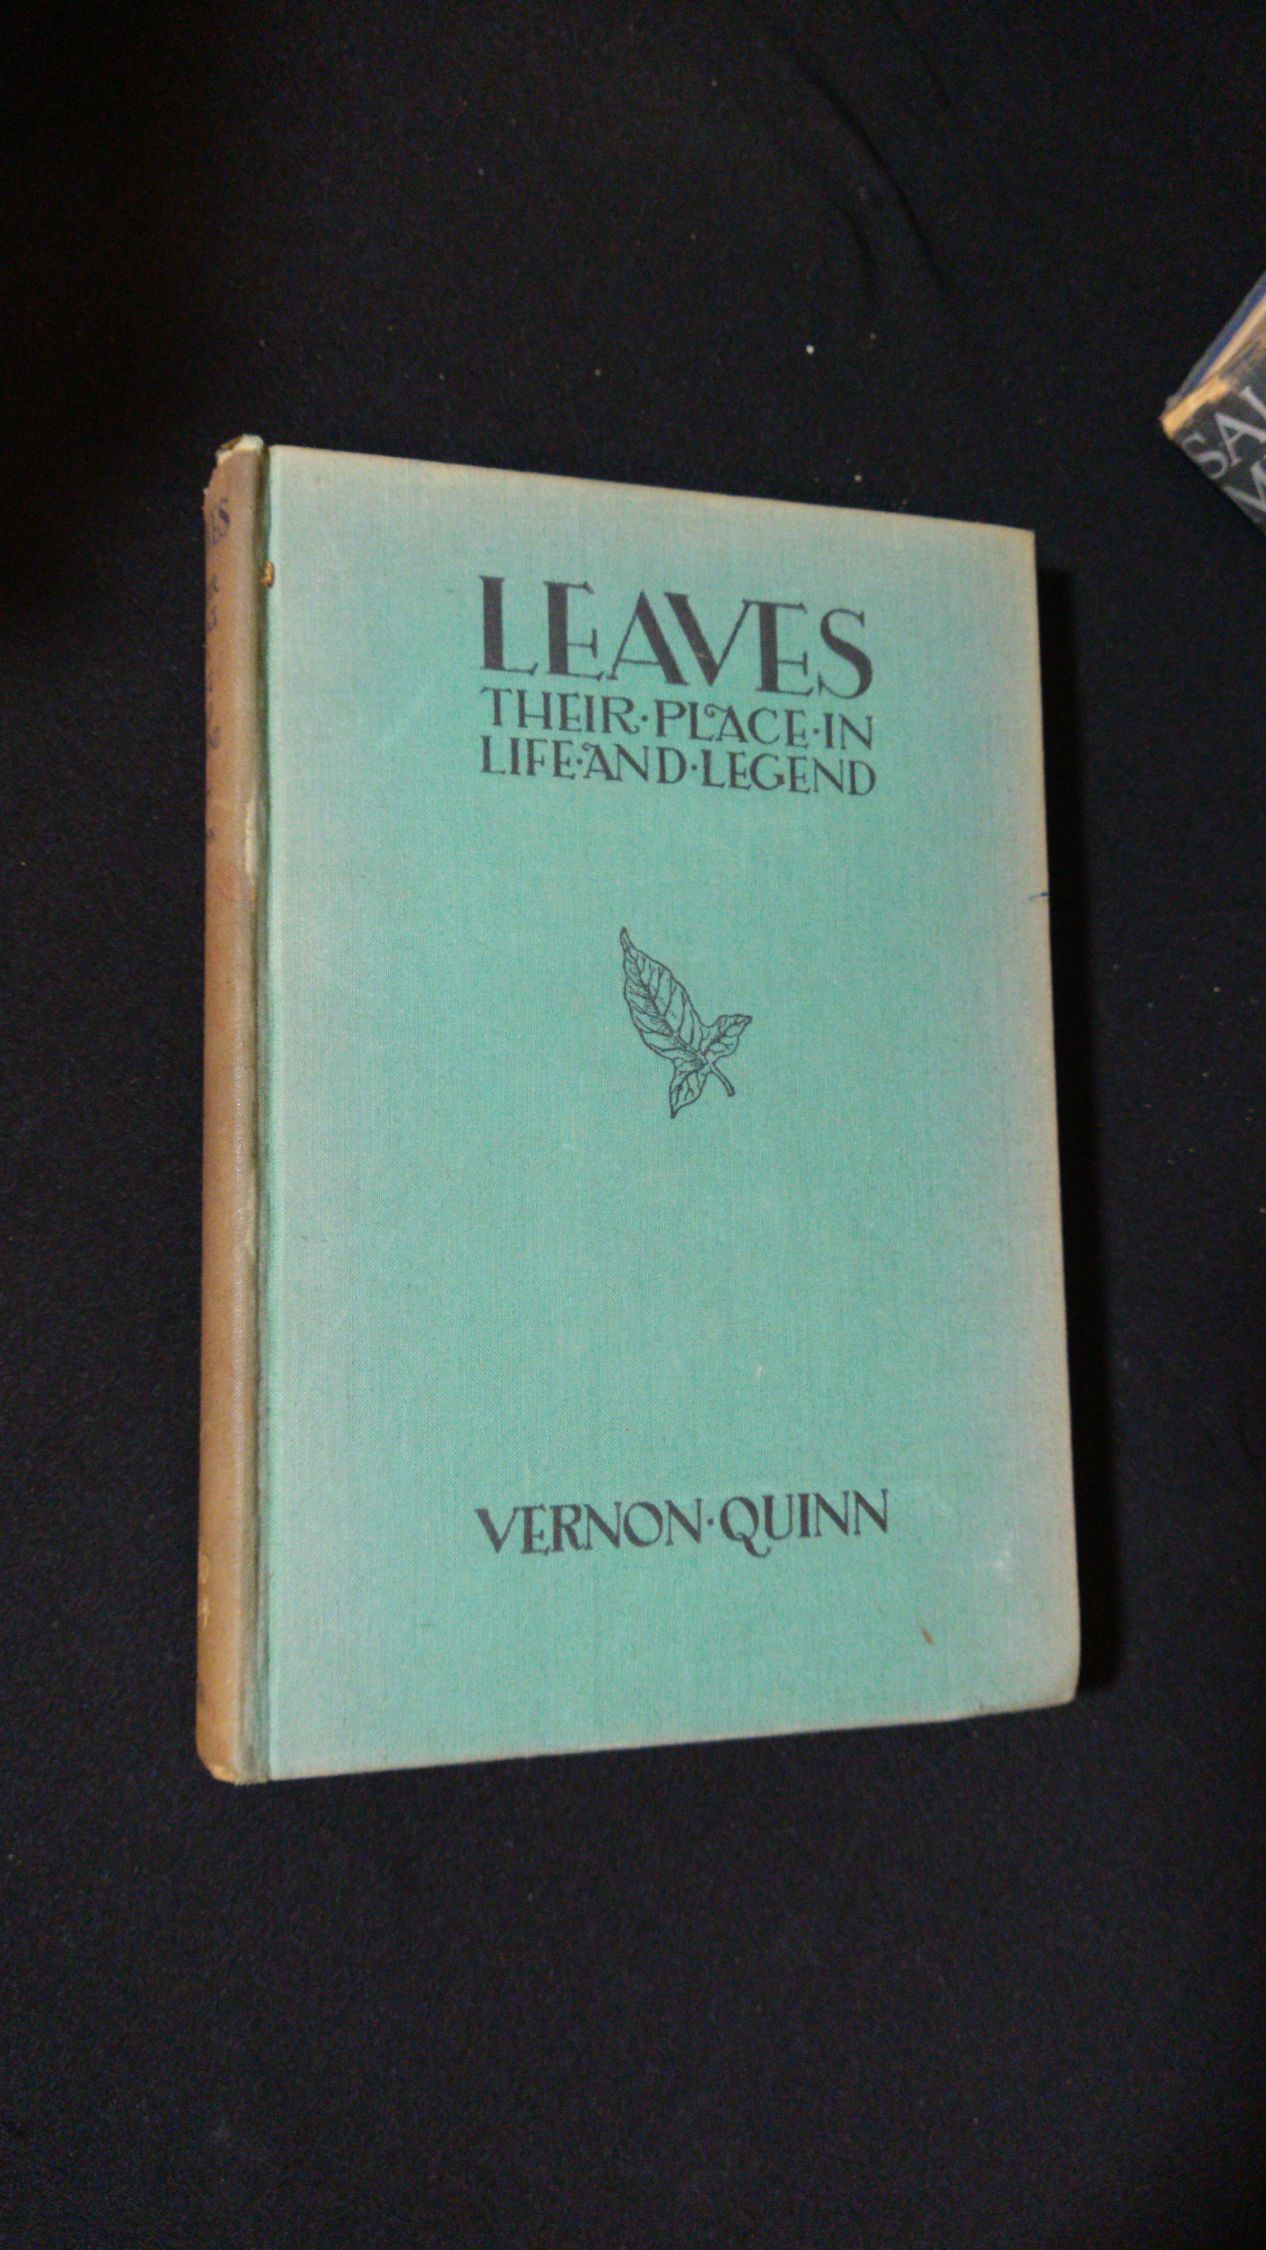 LEAVES
THEIR·PLACE·IN
LIFE·AND·LEGEND
VERNON·QUINN